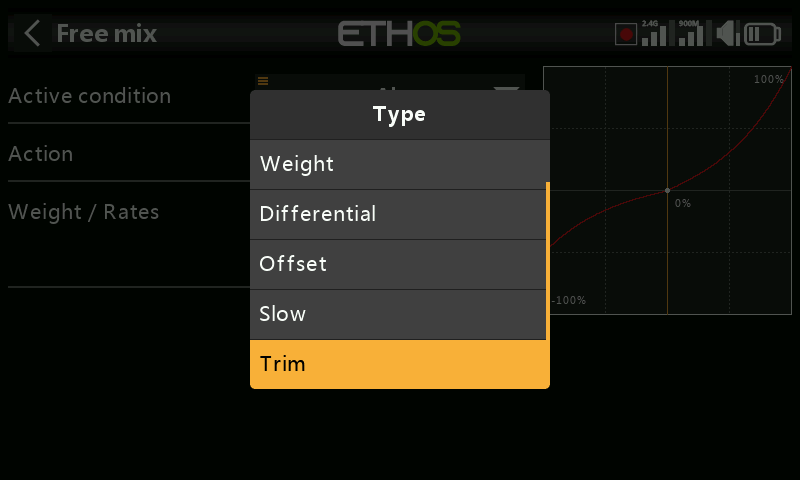 Free mix
ETHOS
2.4G
900M
Active condition
Action
Weight / Rates
Type
Weight
Differential
Offset
Slow
Trim
100%
0%
-100%